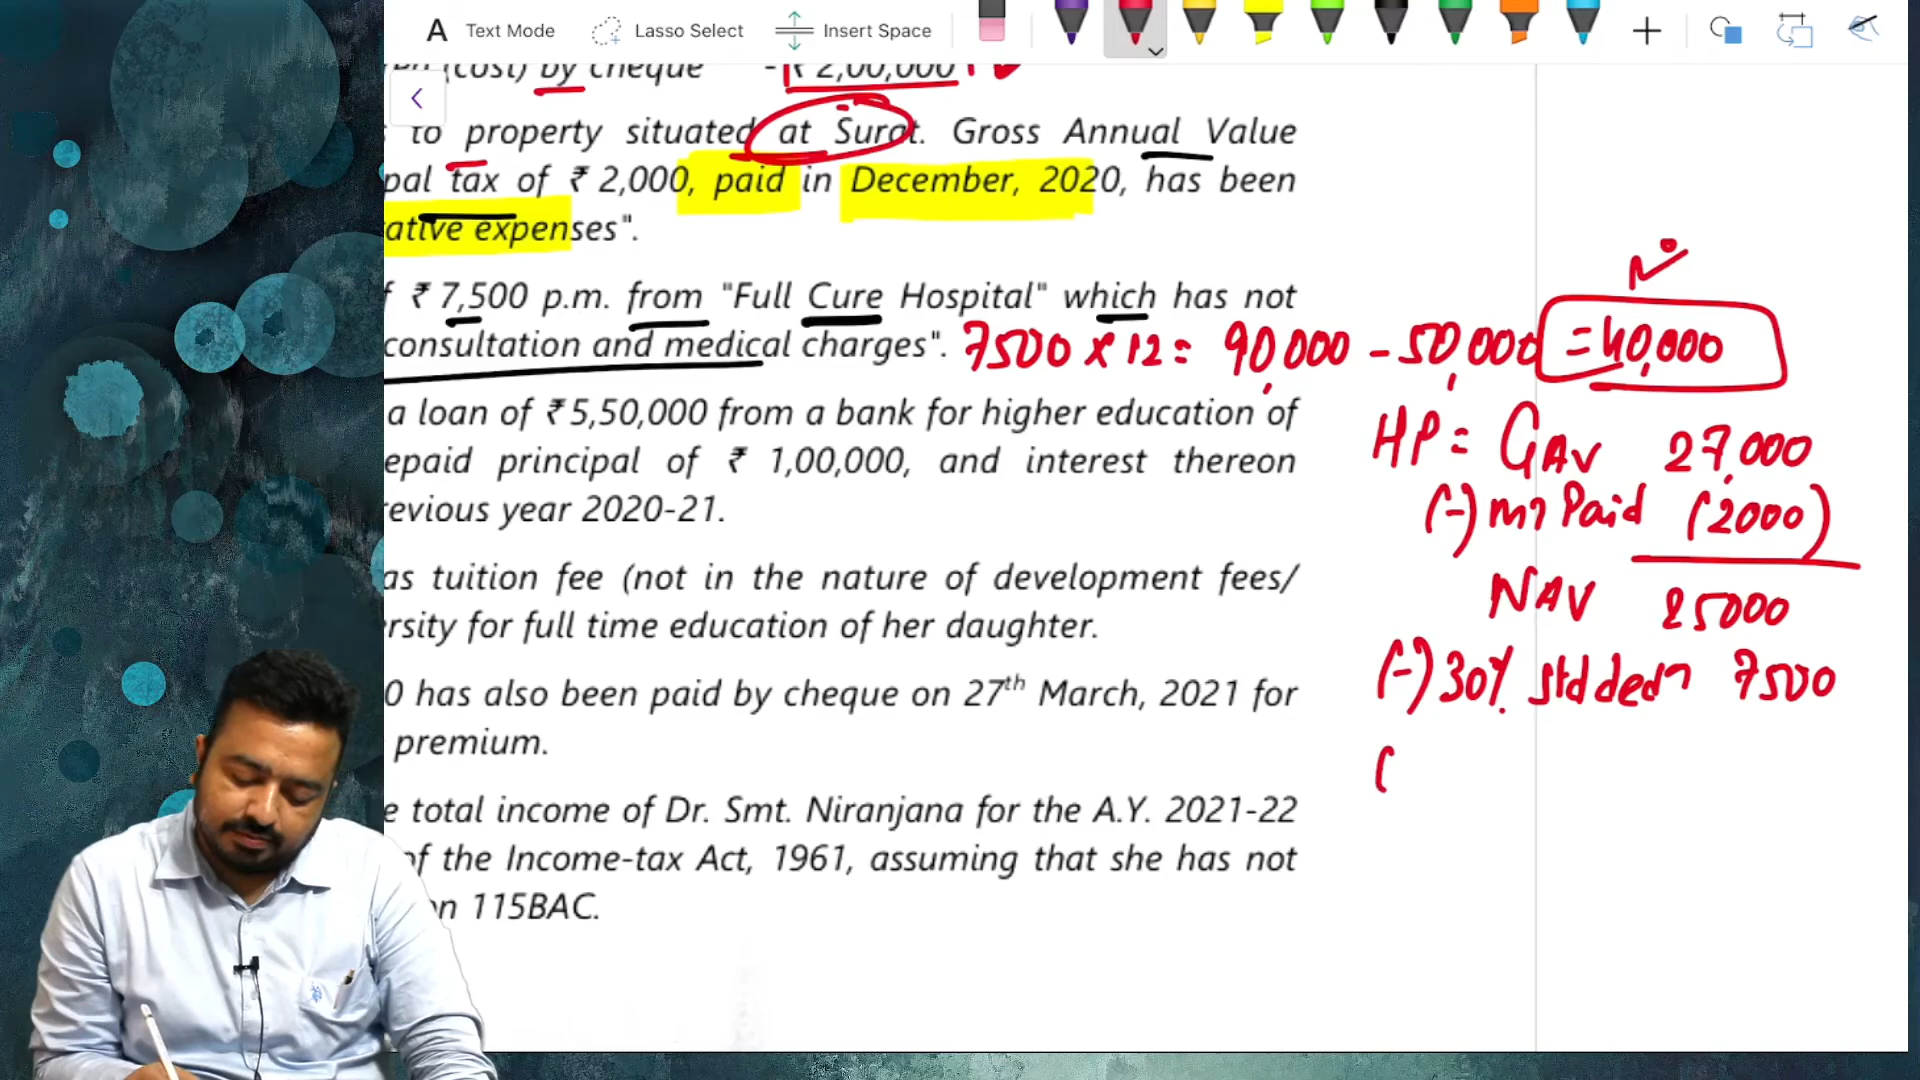 A Text Mode Lasso Select Insert Space
(cost) by cheque - ₹ 2,00,000
to property situated at Surat. Gross Annual Value
pal tax of ₹ 2,000, paid in December, 2020, has been
ative expenses".
f ₹ 7,500 p.m. from "Full Cure Hospital" which has not
consultation and medical charges". 7500 x 12 = 90,000 - 50,000 = 40,000
a loan of ₹ 5,50,000 from a bank for higher education of
epaid principal of ₹ 1,00,000, and interest thereon
revious year 2020-21.
as tuition fee (not in the nature of development fees/
ersity for full time education of her daughter.
0 has also been paid by cheque on 27th March, 2021 for
premium.
e total income of Dr. Smt. Niranjana for the A.Y. 2021-22
of the Income-tax Act, 1961, assuming that she has not
on 115BAC.
HP = GAV 27,000
(-) MT Paid (2000)
NAV 25000
(-) 30% Std dedn 7500
(